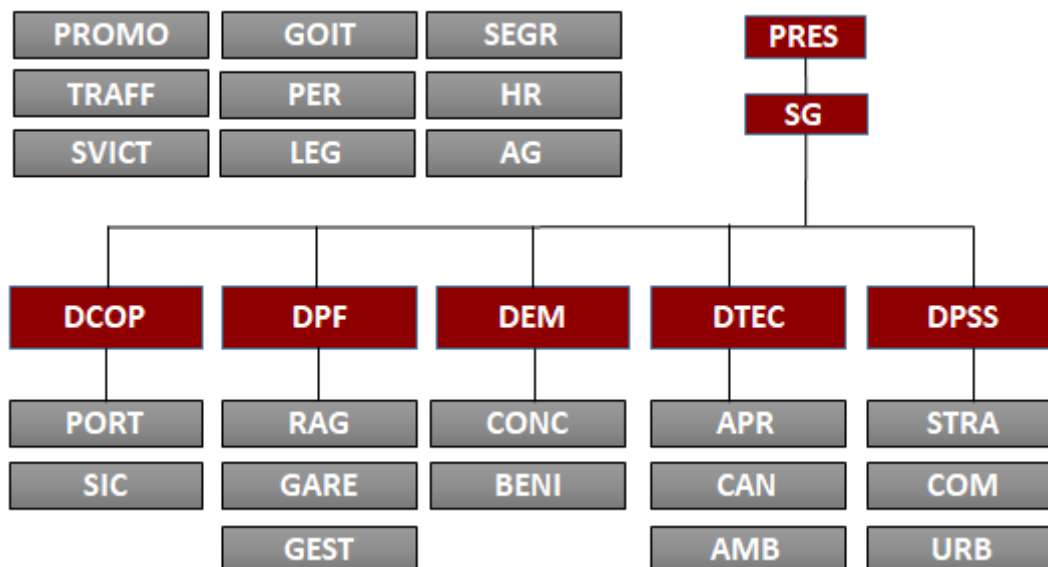 PROMO GOIT SEGR PRES
TRAFF PER HR SG
SVICT LEG AG
DCOP DPF DEM DTEC DPSS
PORT RAG CONC APR STRA
SIC GARE BENI CAN COM
GEST AMB URB